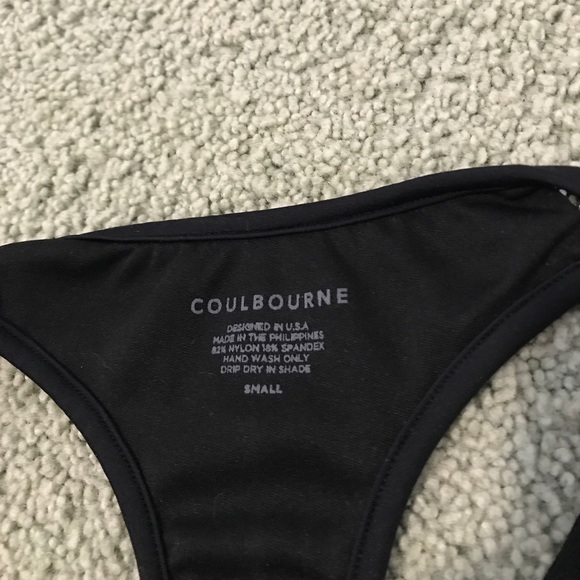 COULBOURNE
DESIGNED IN U.S.A
MADE IN THE PHILIPPINES
82% NYLON 18% SPANDEX
HAND WASH ONLY
DRIP DRY IN SHADE
SMALL